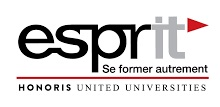 esprit
Se former autrement
HONORIS UNITED UNIVERSITIES